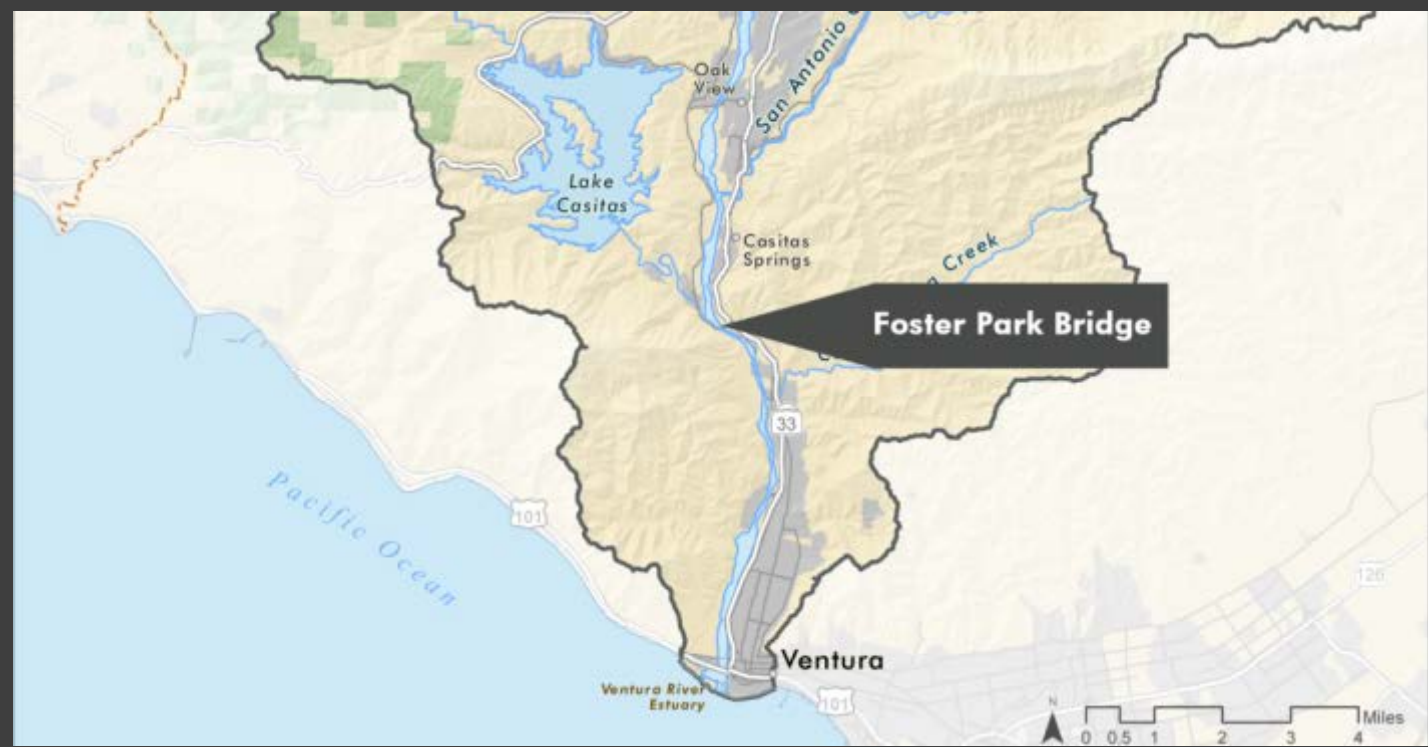 Oak
View
San Antonio
Lake
Casitas
Casitas
Springs
Creek
Foster Park Bridge
33
Pacific Ocean
101
126
Ventura
Ventura River
Estuary
101
N
Miles
0 0.5 1 2 3 4